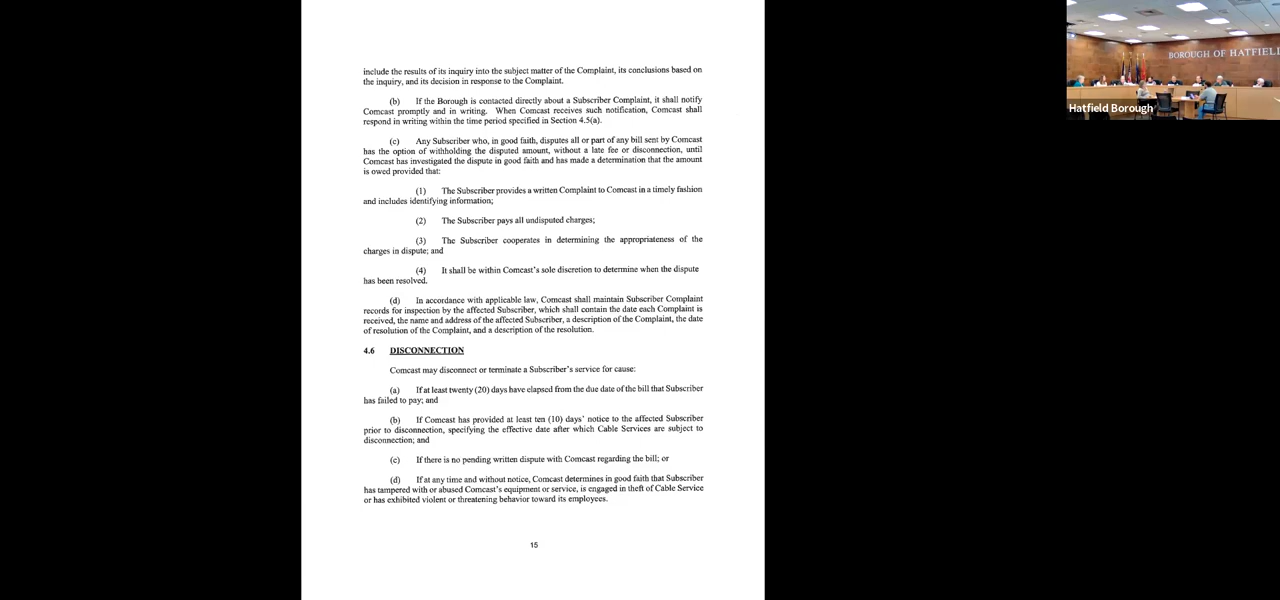 include the results of its inquiry into the subject matter of the Complaint, its conclusions based on
the inquiry, and its decision in response to the Complaint.
(b) If the Borough is contacted directly about a Subscriber Complaint, it shall notify
Comcast promptly and in writing. When Comcast receives such notification, Comcast shall
respond in writing within the time period specified in Section 4.5(a).
(c) Any Subscriber who, in good faith, disputes all or part of any bill sent by Comcast
has the option of withholding the disputed amount, without a late fee or disconnection, until
Comcast has investigated the dispute in good faith and has made a determination that the amount
is owed provided that:
(1) The Subscriber provides a written Complaint to Comcast in a timely fashion
and includes identifying information;
(2) The Subscriber pays all undisputed charges;
(3) The Subscriber cooperates in determining the appropriateness of the
charges in dispute; and
(4) It shall be within Comcast's sole discretion to determine when the dispute
has been resolved.
(d) In accordance with applicable law, Comcast shall maintain Subscriber Complaint
records for inspection by the affected Subscriber, which shall contain the date each Complaint is
received, the name and address of the affected Subscriber, a description of the Complaint, the date
of resolution of the Complaint, and a description of the resolution.
4.6 DISCONNECTION
Comcast may disconnect or terminate a Subscriber's service for cause:
(a) If at least twenty (20) days have elapsed from the due date of the bill that Subscriber
has failed to pay; and
(b) If Comcast has provided at least ten (10) days' notice to the affected Subscriber
prior to disconnection, specifying the effective date after which Cable Services are subject to
disconnection; and
(c) If there is no pending written dispute with Comcast regarding the bill; or
(d) If at any time and without notice, Comcast determines in good faith that Subscriber
has tampered with or abused Comcast's equipment or service, is engaged in theft of Cable Service
or has exhibited violent or threatening behavior toward its employees.
15
BOROUGH OF HATFIEL
Hatfield Borough